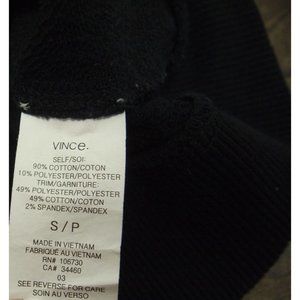 VINCE.
SELF/SOI:
90% COTTON/COTON
10% POLYESTER/POLYESTER
TRIM/GARNITURE:
49% POLYESTER/POLYESTER
49% COTTON/COTON
2% SPANDEX/SPANDEX
S / P
MADE IN VIETNAM
FABRIQUÉ AU VIETNAM
RN# 106730
CA# 34460
03
SEE REVERSE FOR CARE
SOIN AU VERSO